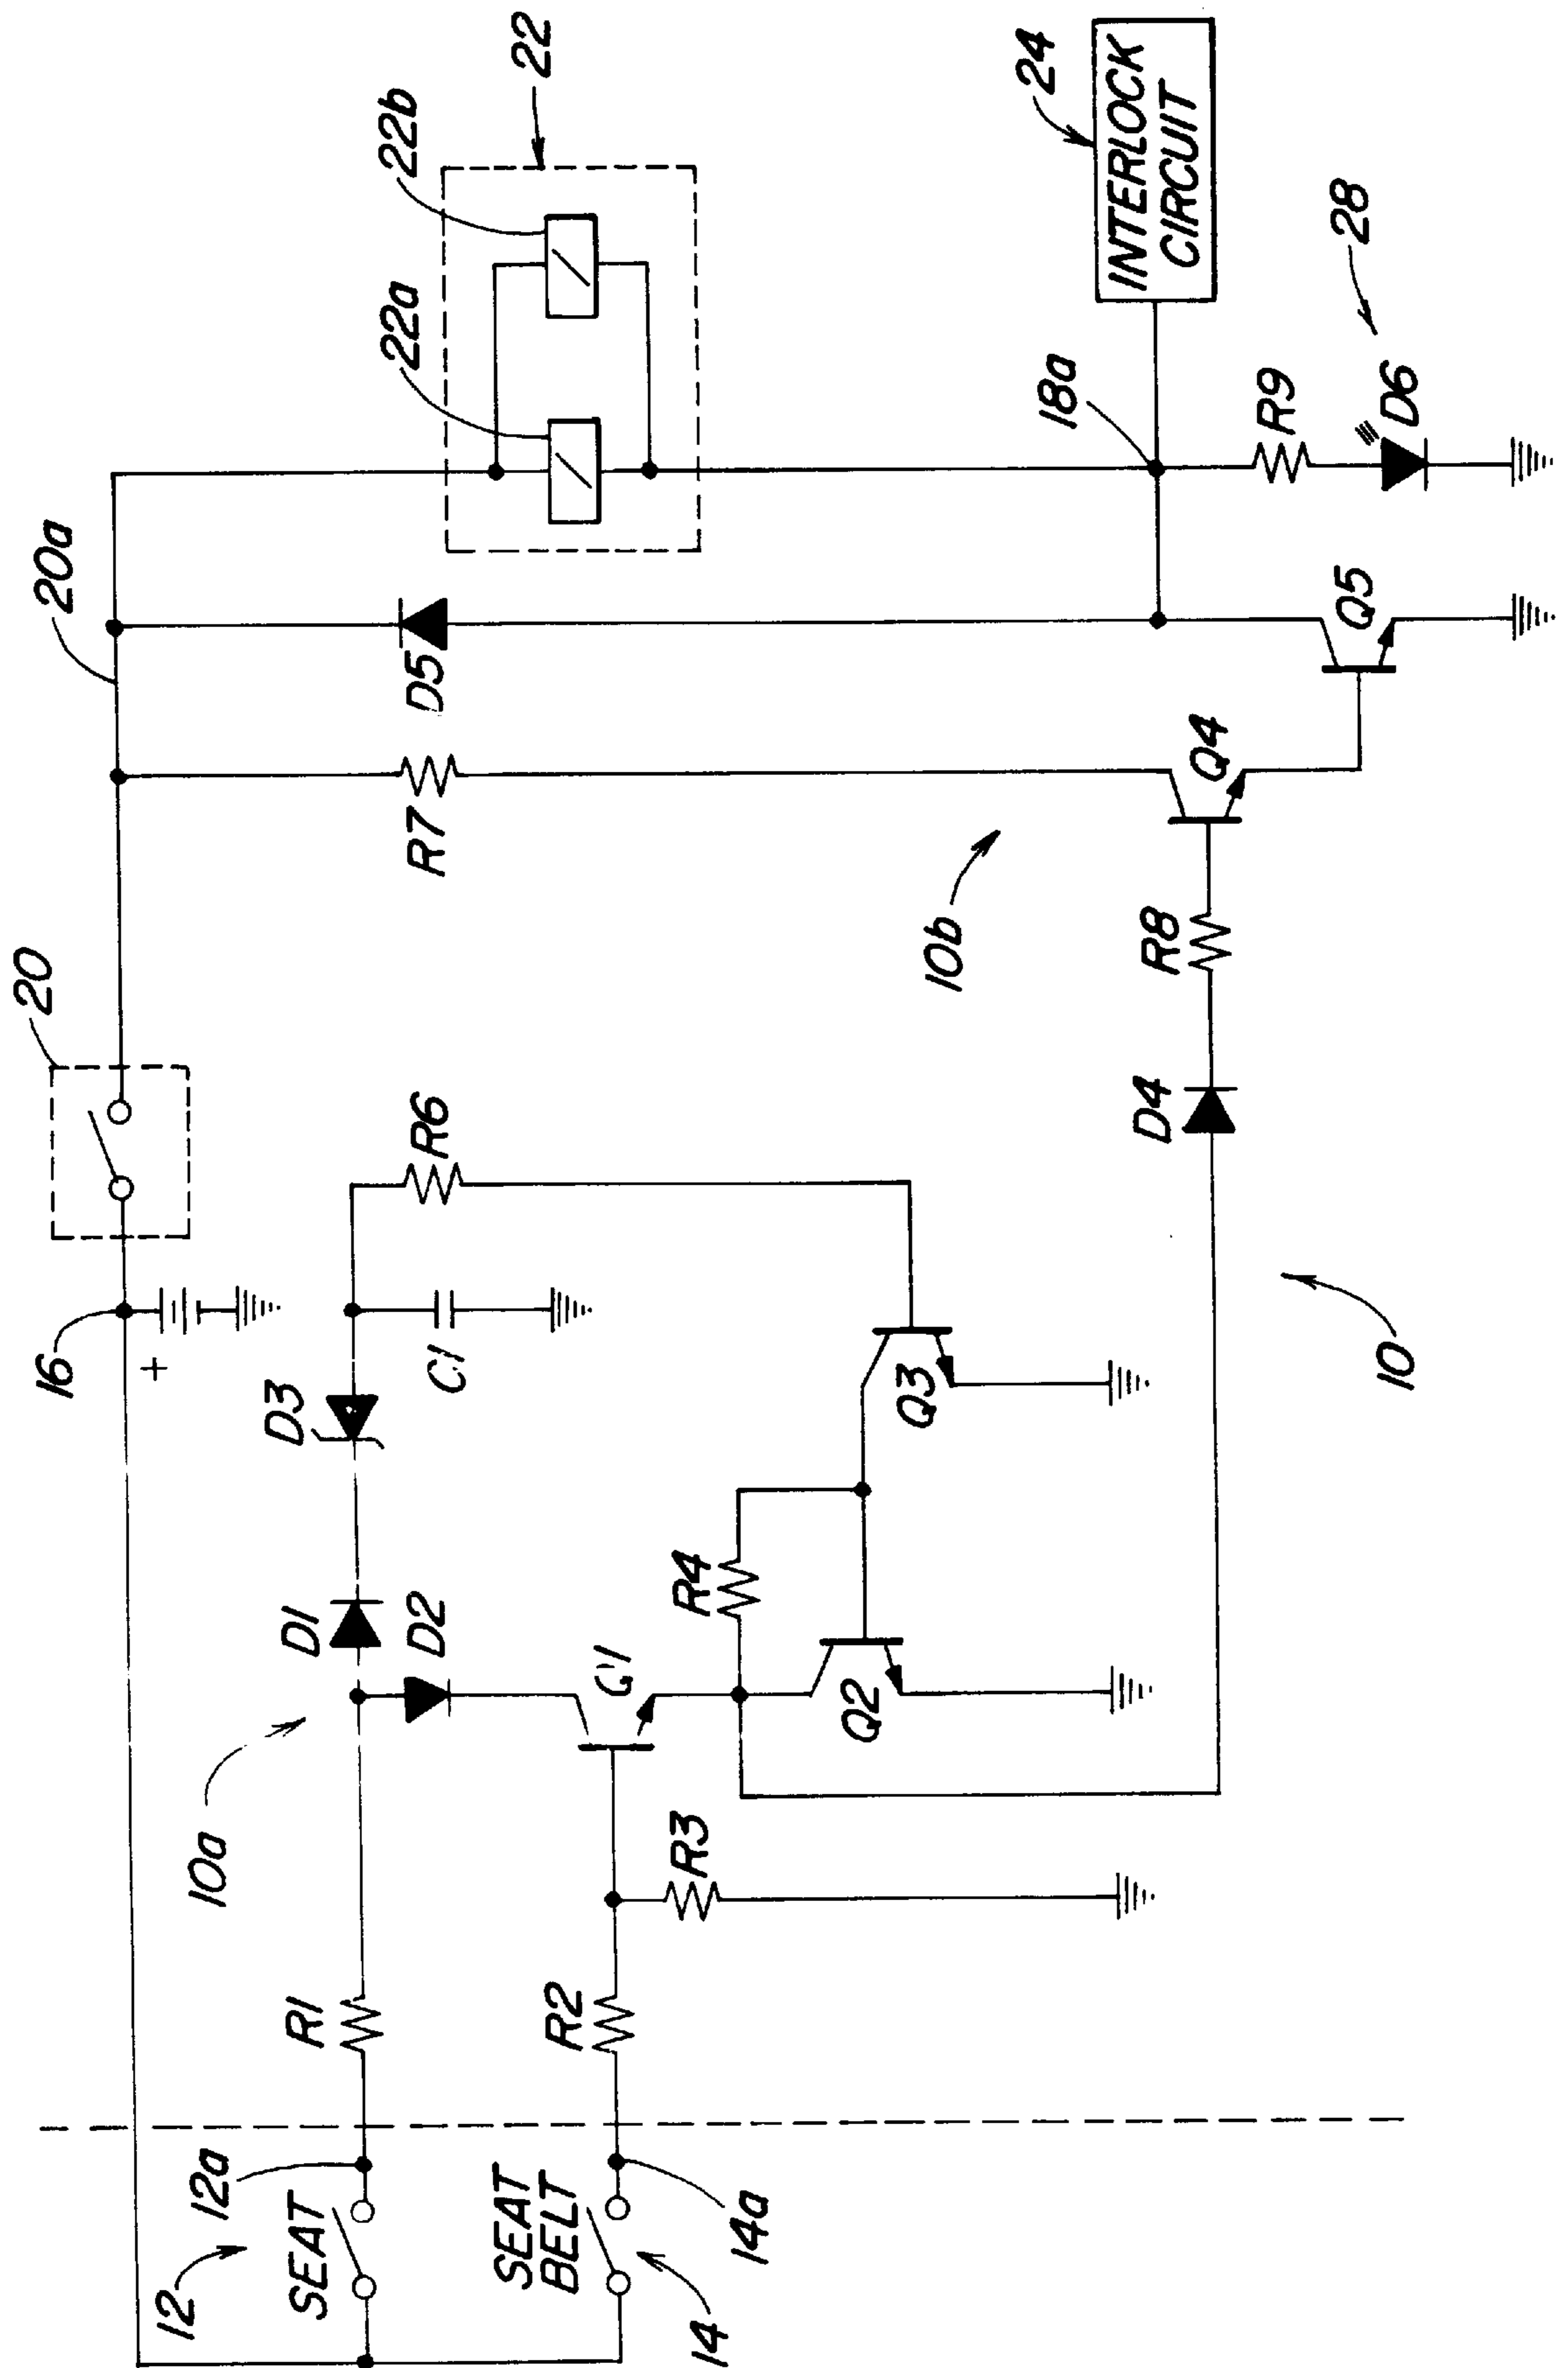 20
16
+
20a
22
22a
22b
12
12a
SEAT
R1
10a
D1
D3
D2
C1
R6
R7
D5
SEAT
BELT
14a
14
R2
R3
Q1
R4
Q2
Q3
10b
18a
24
INTERLOCK
CIRCUIT
D4
R8
Q4
Q5
R9
D6
28
10